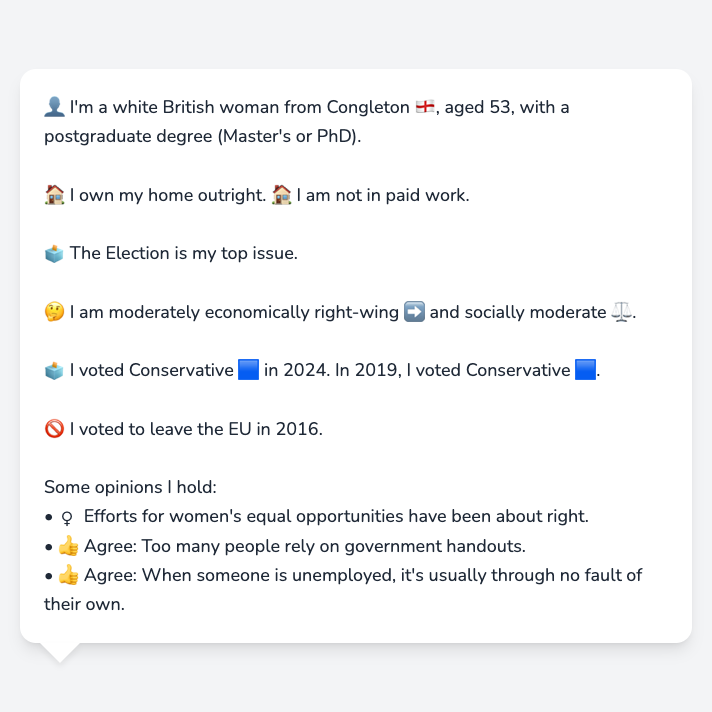 👤 I'm a white British woman from Congleton 🏴󠁧󠁢󠁥󠁮󠁧󠁿, aged 53, with a
postgraduate degree (Master's or PhD).
🏠 I own my home outright. 🏠 I am not in paid work.
🗳️ The Election is my top issue.
🤔 I am moderately economically right-wing ➡️ and socially moderate ⚖️.
🗳️ I voted Conservative 🟦 in 2024. In 2019, I voted Conservative 🟦.
🚫 I voted to leave the EU in 2016.
Some opinions I hold:
• ♀ Efforts for women's equal opportunities have been about right.
• 👍 Agree: Too many people rely on government handouts.
• 👍 Agree: When someone is unemployed, it's usually through no fault of
their own.